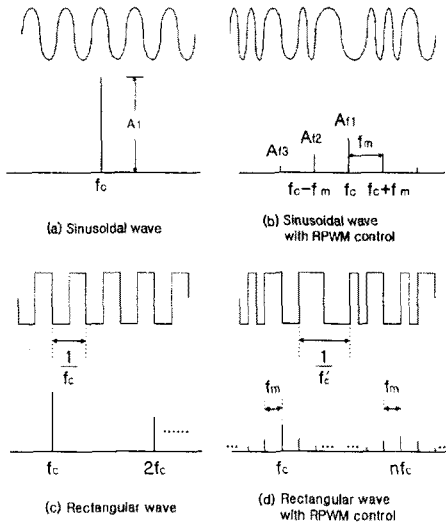 A1
fc
(a) Sinusoidal wave
Af3 Af2 Af1 fm
fc-fm fc fc+fm
(b) Sinusoidal wave
with RPWM control
1/fc
fc 2fc
(c) Rectangular wave
1/f'c
fm fm
fc nfc
(d) Rectangular wave
with RPWM control